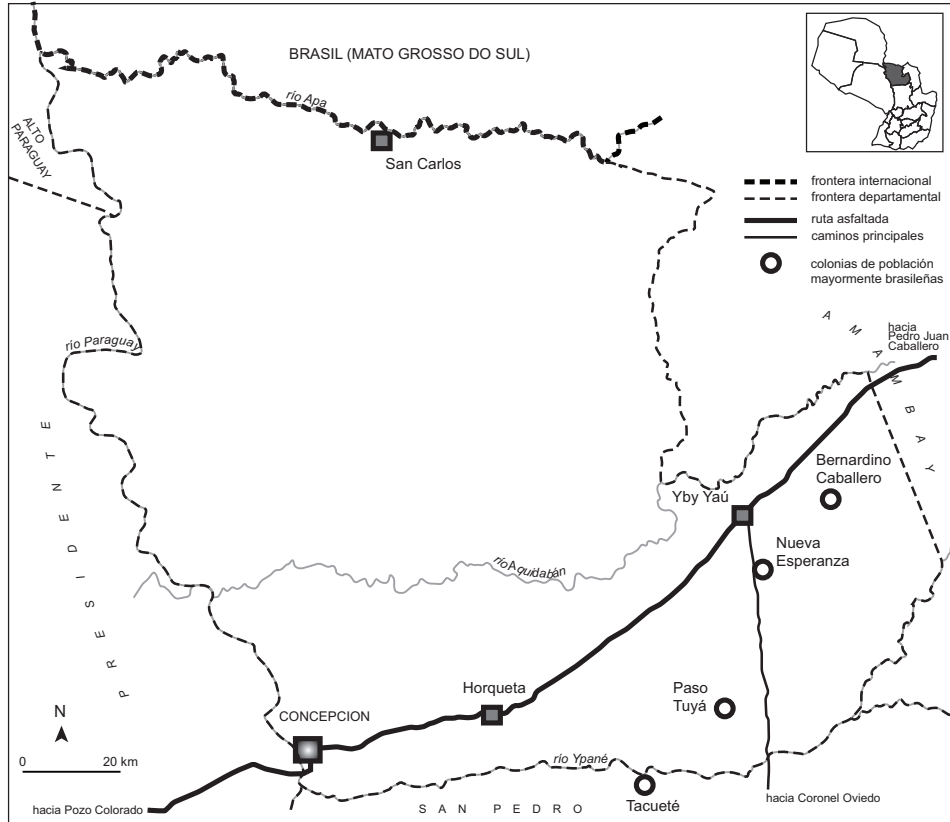 BRASIL (MATO GROSSO DO SUL)
río Apa
ALTO
PARAGUAY
San Carlos
frontera internacional
frontera departamental
ruta asfaltada
caminos principales
colonias de población
mayormente brasileñas
AMAMBAY
hacia
Pedro Juan
Caballero
río Paraguay
PRESIDENTE
Bernardino
Caballero
Yby Yaú
Nueva
Esperanza
río Aquidabán
Horqueta
Paso
Tuyá
CONCEPCION
N
0 20 km
río Ypané
Tacueté
hacia Coronel Oviedo
hacia Pozo Colorado
SAN PEDRO